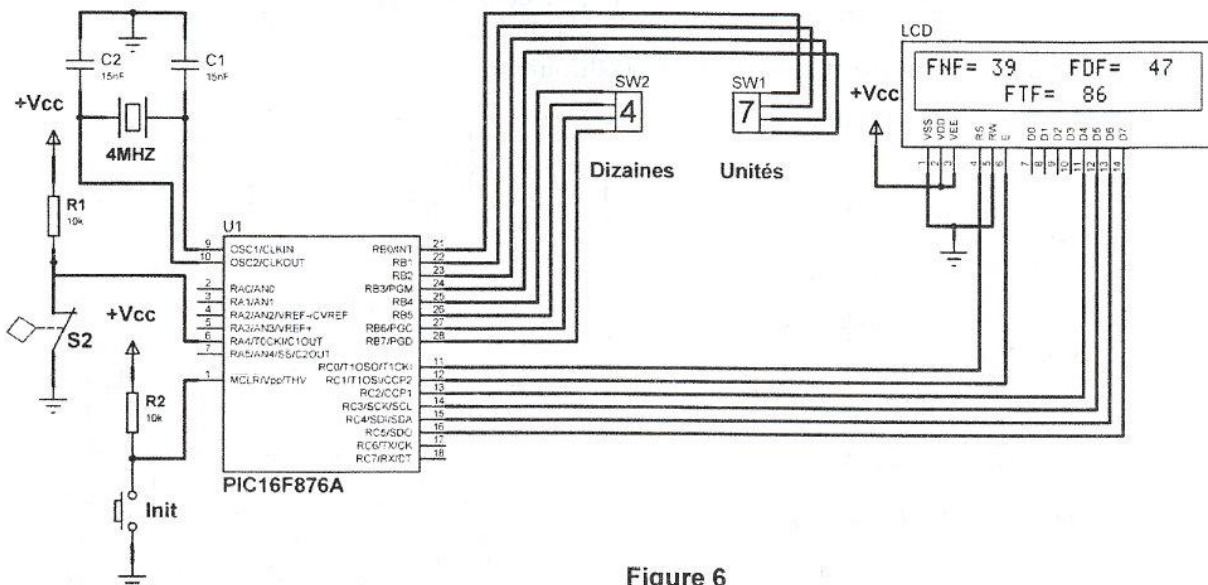 C2
15nF
C1
15nF
+Vcc
4MHZ
R1
10k
S2
+Vcc
R2
10k
Init
U1
9 OSC1/CLKIN
10 OSC2/CLKOUT
2 RA0/AN0
3 RA1/AN1
4 RA2/AN2/VREF-/CVREF
5 RA3/AN3/VREF+
6 RA4/T0CKI/C1OUT
7 RA5/AN4/SS/C2OUT
1 MCLR/Vpp/THV
RB0/INT 21
RB1 22
RB2 23
RB3/PGM 24
RB4 25
RB5 26
RB6/PGC 27
RB7/PGD 28
RC0/T1OSO/T1CKI 11
RC1/T1OSI/CCP2 12
RC2/CCP1 13
RC3/SCK/SCL 14
RC4/SDI/SDA 15
RC5/SDO 16
RC6/TX/CK 17
RC7/RX/DT 18
PIC16F876A
SW2
4
Dizaines
SW1
7
Unités
LCD
FNF= 39 FDF= 47
FTF= 86
+Vcc
VSS VDD VEE RS RW E D0 D1 D2 D3 D4 D5 D6 D7
1 2 3 4 5 6 7 8 9 10 11 12 13 14
Figure 6